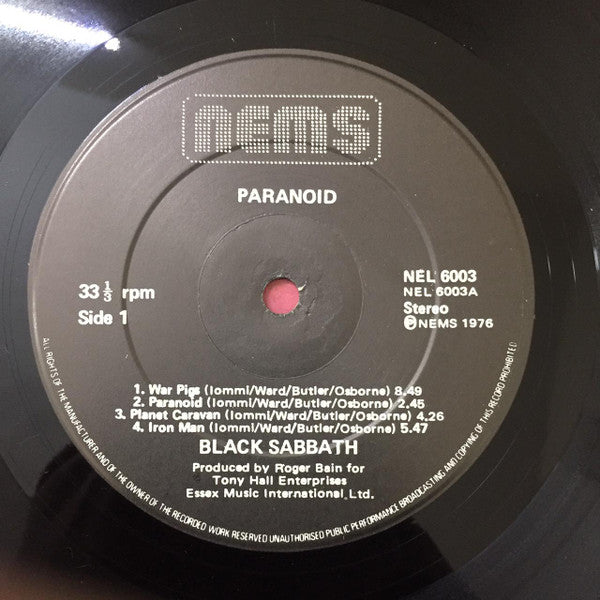 nems
PARANOID
33 1/3 rpm
Side 1
NEL 6003
NEL 6003A
Stereo
Ⓟ NEMS 1976
1. War Pigs (Iommi/Ward/Butler/Osborne) 8.49
2. Paranoid (Iommi/Ward/Butler/Osborne) 2.45
3. Planet Caravan (Iommi/Ward/Butler/Osborne) 4.26
4. Iron Man (Iommi/Ward/Butler/Osborne) 5.47
BLACK SABBATH
Produced by Roger Bain for
Tony Hall Enterprises
Essex Music International Ltd.
ALL RIGHTS OF THE MANUFACTURER AND OF THE OWNER OF THE RECORDED WORK RESERVED UNAUTHORISED PUBLIC PERFORMANCE BROADCASTING AND COPYING OF THIS RECORD PROHIBITED